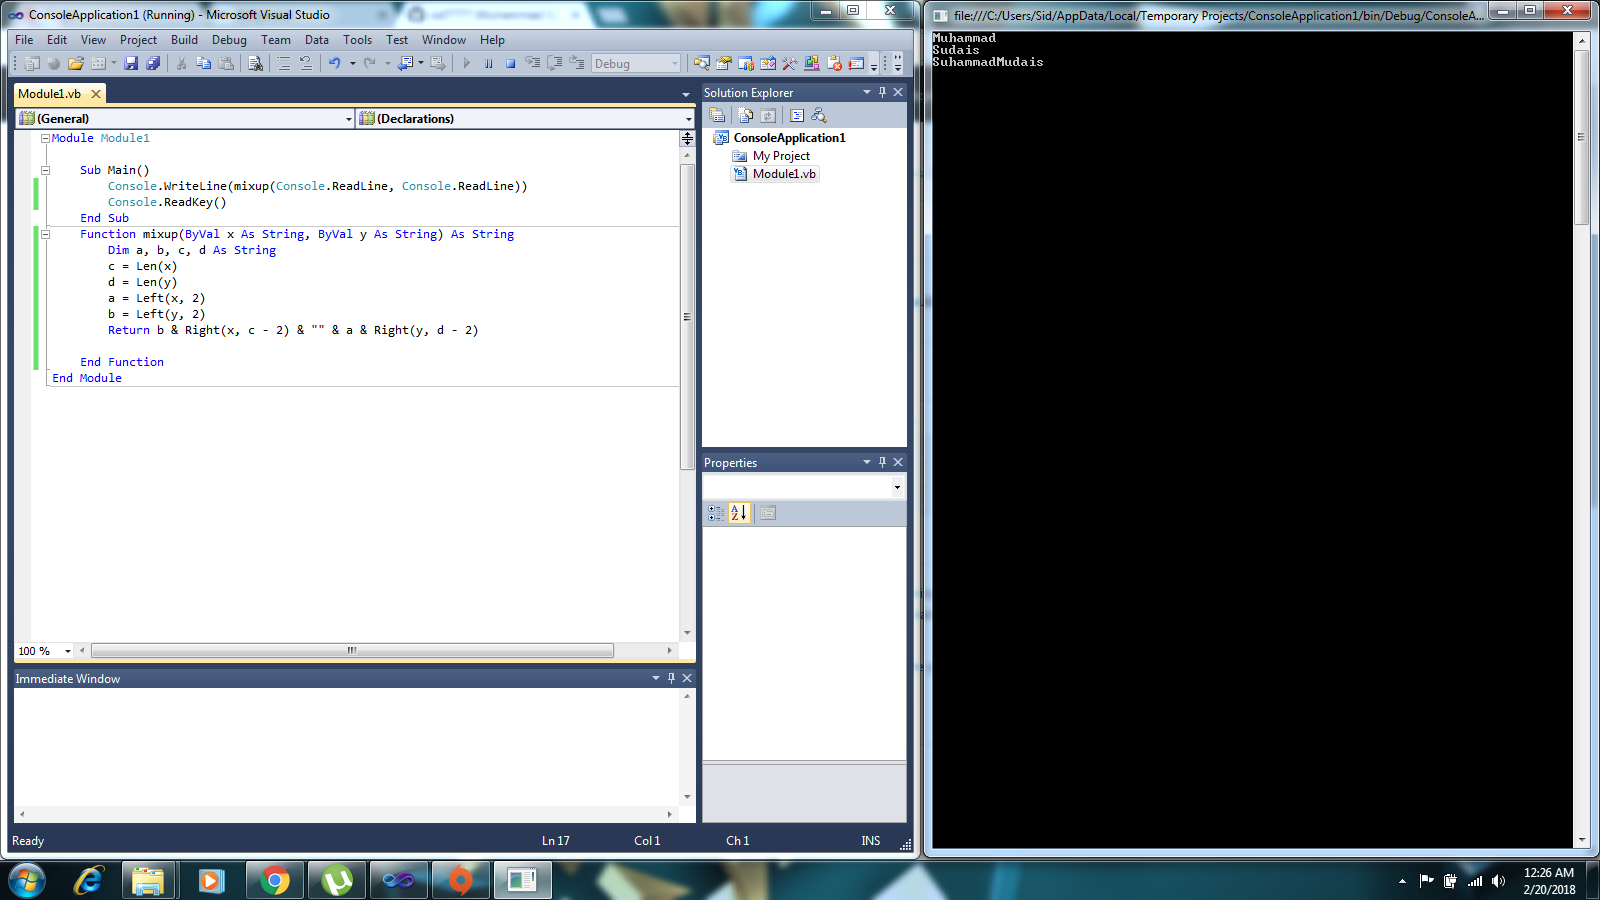 ConsoleApplication1 (Running) - Microsoft Visual Studio
File Edit View Project Build Debug Team Data Tools Test Window Help
Debug
Module1.vb
(General) (Declarations)
Module Module1
Sub Main()
Console.WriteLine(mixup(Console.ReadLine, Console.ReadLine))
Console.ReadKey()
End Sub
Function mixup(ByVal x As String, ByVal y As String) As String
Dim a, b, c, d As String
c = Len(x)
d = Len(y)
a = Left(x, 2)
b = Left(y, 2)
Return b & Right(x, c - 2) & "" & a & Right(y, d - 2)
End Function
End Module
100 %
Immediate Window
Solution Explorer
ConsoleApplication1
My Project
Module1.vb
Properties
Ready Ln 17 Col 1 Ch 1 INS
file:///C:/Users/Sid/AppData/Local/Temporary Projects/ConsoleApplication1/bin/Debug/ConsoleA...
Muhammad
Sudais
SuhammadMudais
12:26 AM
2/20/2018